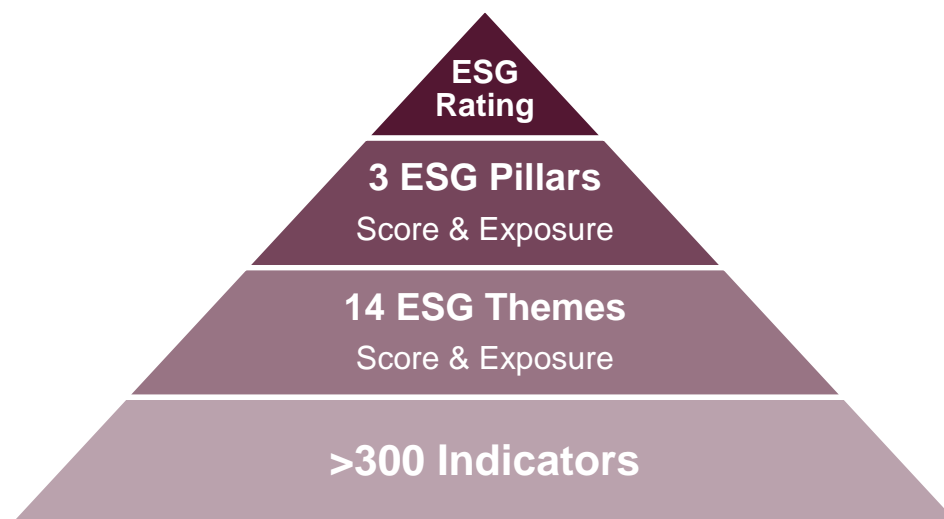 ESG
Rating
3 ESG Pillars
Score & Exposure
14 ESG Themes
Score & Exposure
>300 Indicators